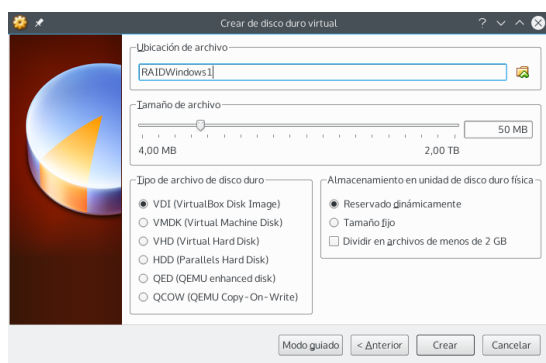 Crear de disco duro virtual
Ubicación de archivo
RAIDWindows1
Tamaño de archivo
50 MB
4,00 MB
2,00 TB
Tipo de archivo de disco duro
VDI (VirtualBox Disk Image)
VMDK (Virtual Machine Disk)
VHD (Virtual Hard Disk)
HDD (Parallels Hard Disk)
QED (QEMU enhanced disk)
QCOW (QEMU Copy-On-Write)
Almacenamiento en unidad de disco duro física
Reservado dinámicamente
Tamaño fijo
Dividir en archivos de menos de 2 GB
Modo guiado
< Anterior
Crear
Cancelar